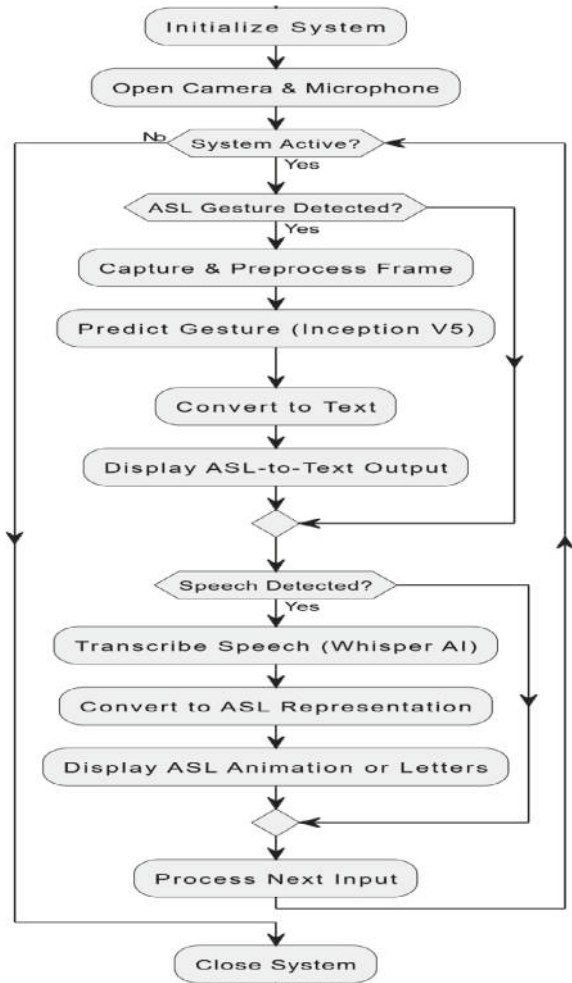 Initialize System
Open Camera & Microphone
No
System Active?
Yes
ASL Gesture Detected?
Yes
Capture & Preprocess Frame
Predict Gesture (Inception V5)
Convert to Text
Display ASL-to-Text Output
Speech Detected?
Yes
Transcribe Speech (Whisper AI)
Convert to ASL Representation
Display ASL Animation or Letters
Process Next Input
Close System